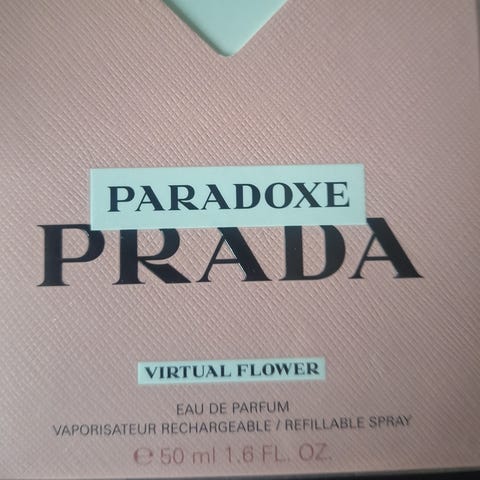 PARADOXE
PRADA
VIRTUAL FLOWER
EAU DE PARFUM
VAPORISATEUR RECHARGEABLE / REFILLABLE SPRAY
℮ 50 ml 1.6 FL. OZ.